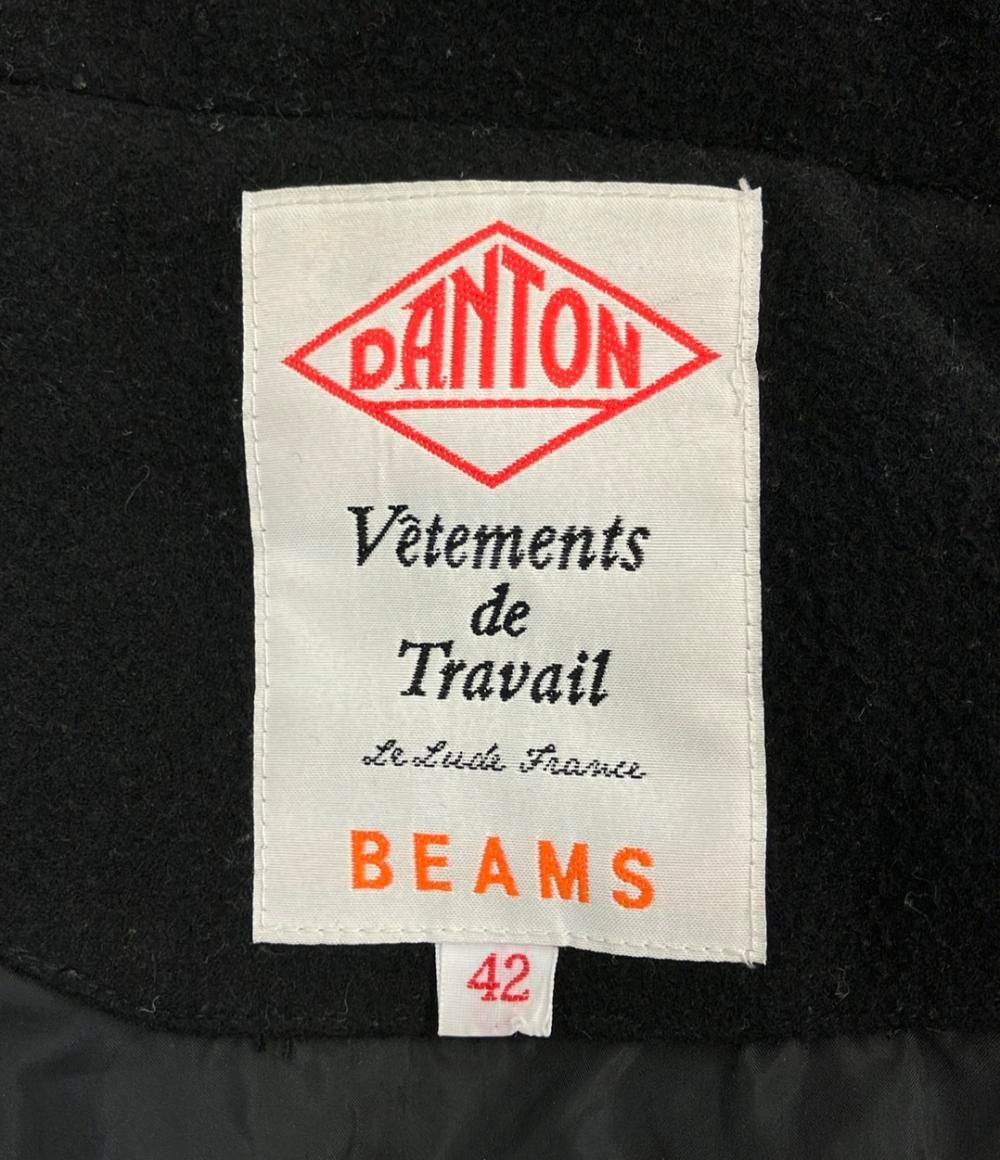 DANTON
Vêtements
de
Travail
Le Lude France
BEAMS
42